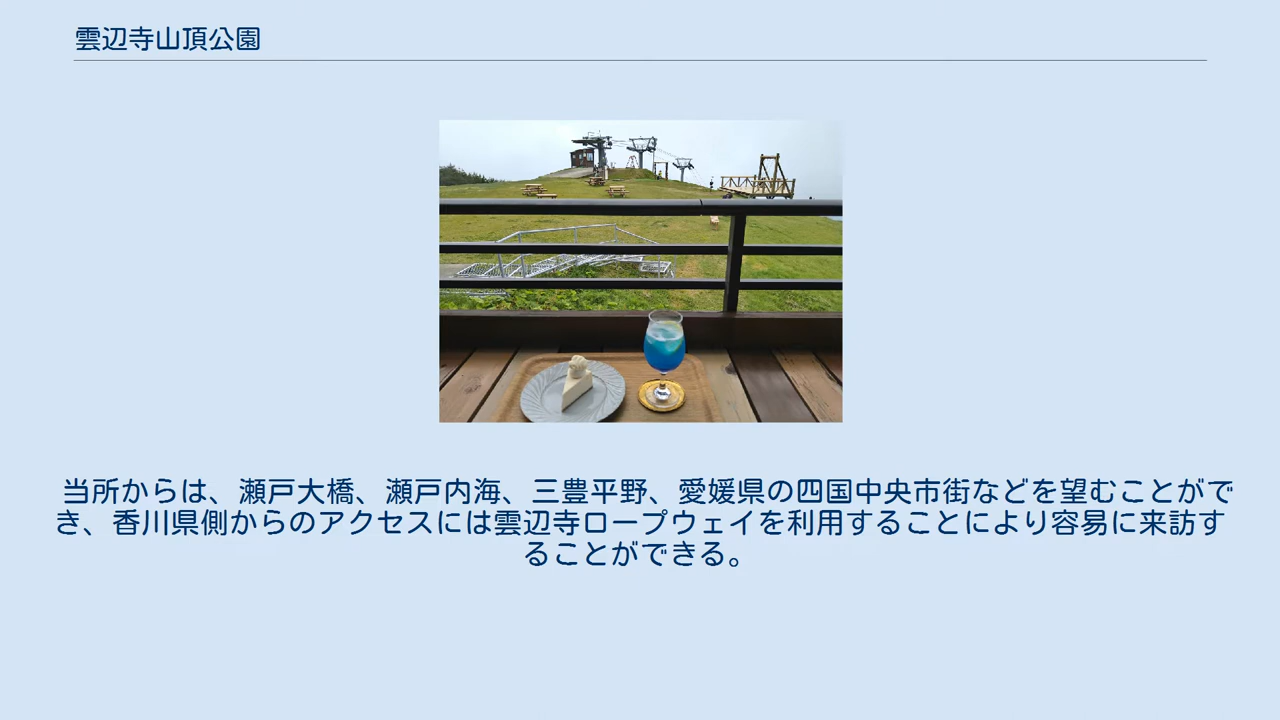 雲辺寺山頂公園
当所からは、瀬戸大橋、瀬戸内海、三豊平野、愛媛県の四国中央市街などを望むことがで
き、香川県側からのアクセスには雲辺寺ロープウェイを利用することにより容易に来訪す
ることができる。